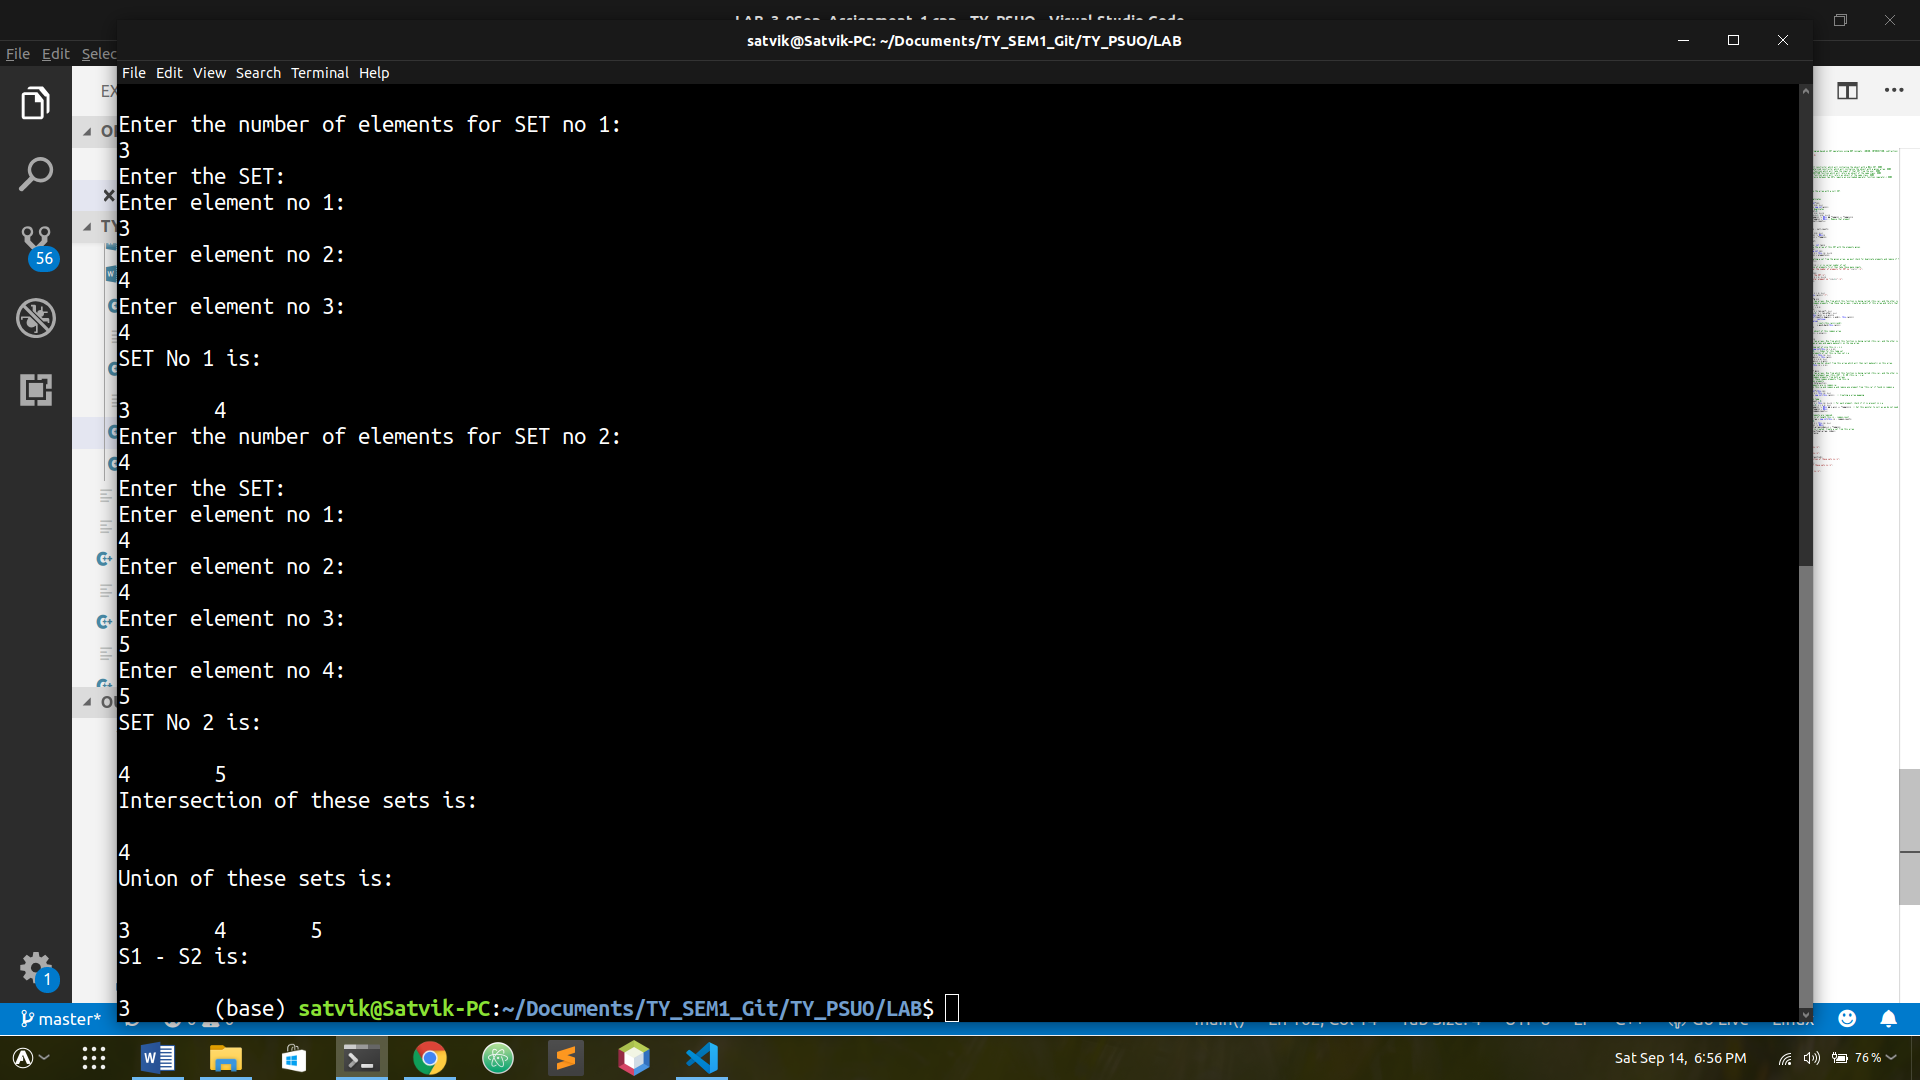 satvik@Satvik-PC: ~/Documents/TY_SEM1_Git/TY_PSUO/LAB
File Edit Selec
File Edit View Search Terminal Help
Enter the number of elements for SET no 1:
3
Enter the SET:
Enter element no 1:
3
Enter element no 2:
4
Enter element no 3:
4
SET No 1 is:
3 4
Enter the number of elements for SET no 2:
4
Enter the SET:
Enter element no 1:
4
Enter element no 2:
4
Enter element no 3:
5
Enter element no 4:
5
SET No 2 is:
4 5
Intersection of these sets is:
4
Union of these sets is:
3 4 5
S1 - S2 is:
3 (base) satvik@Satvik-PC:~/Documents/TY_SEM1_Git/TY_PSUO/LAB$
56
1
master*
Sat Sep 14, 6:56 PM
76%